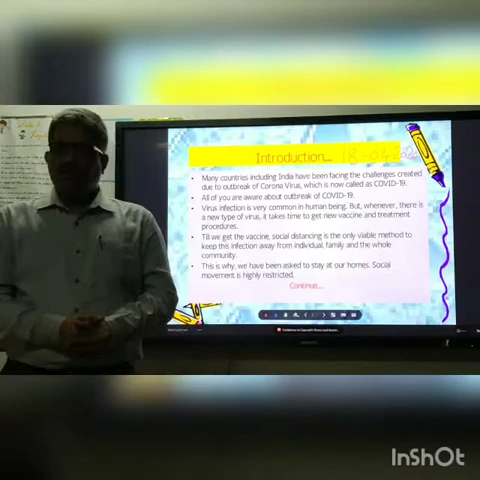 Introduction... 18-04-2020
• Many countries including India have been facing the challenges created
due to outbreak of Corona Virus, which is now called as COVID-19.
• All of you are aware about outbreak of COVID-19.
• Virus infection is very common in human being. But, whenever, there is
a new type of virus, it takes time to get new vaccine and treatment
procedures.
• Till we get the vaccine, social distancing is the only viable method to
keep this infection away from individual, family and the whole
community.
• This is why, we have been asked to stay at our homes. Social
movement is highly restricted.
Continue...
InShOt